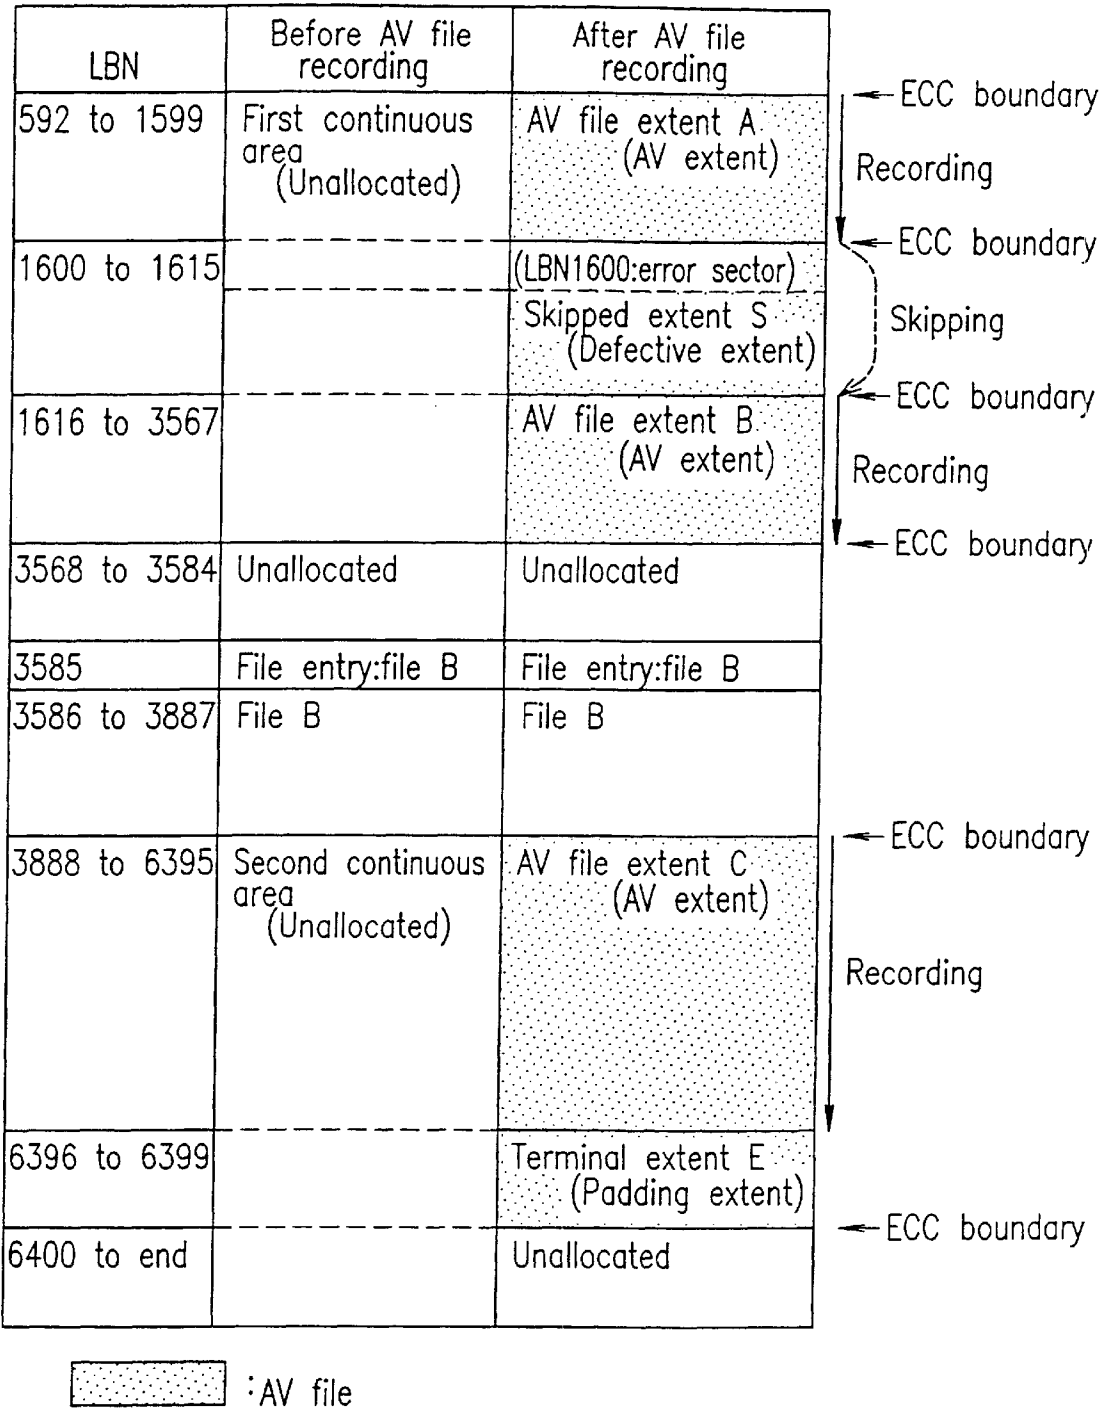 LBN
Before AV file
recording
After AV file
recording
ECC boundary
592 to 1599
First continuous
area
(Unallocated)
AV file extent A
(AV extent)
Recording
ECC boundary
1600 to 1615
(LBN1600:error sector)
Skipped extent S
(Defective extent)
Skipping
ECC boundary
1616 to 3567
AV file extent B
(AV extent)
Recording
ECC boundary
3568 to 3584
Unallocated
Unallocated
3585
File entry:file B
File entry:file B
3586 to 3887
File B
File B
ECC boundary
3888 to 6395
Second continuous
area
(Unallocated)
AV file extent C
(AV extent)
Recording
6396 to 6399
Terminal extent E
(Padding extent)
ECC boundary
6400 to end
Unallocated
:AV file